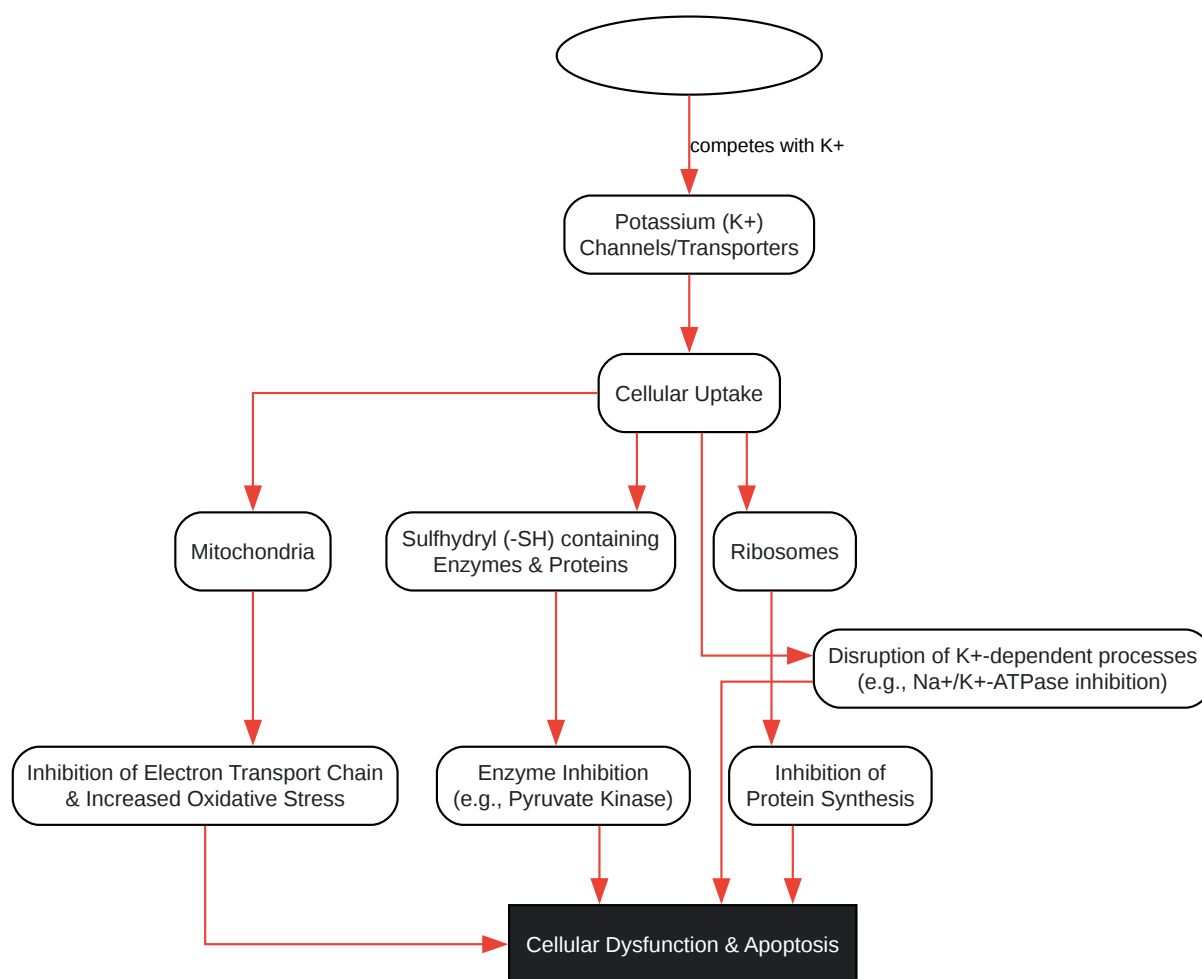 competes with K+
Potassium (K+)
Channels/Transporters
Cellular Uptake
Mitochondria
Sulfhydryl (-SH) containing
Enzymes & Proteins
Ribosomes
Disruption of K+-dependent processes
(e.g., Na+/K+-ATPase inhibition)
Inhibition of Electron Transport Chain
& Increased Oxidative Stress
Enzyme Inhibition
(e.g., Pyruvate Kinase)
Inhibition of
Protein Synthesis
Cellular Dysfunction & Apoptosis